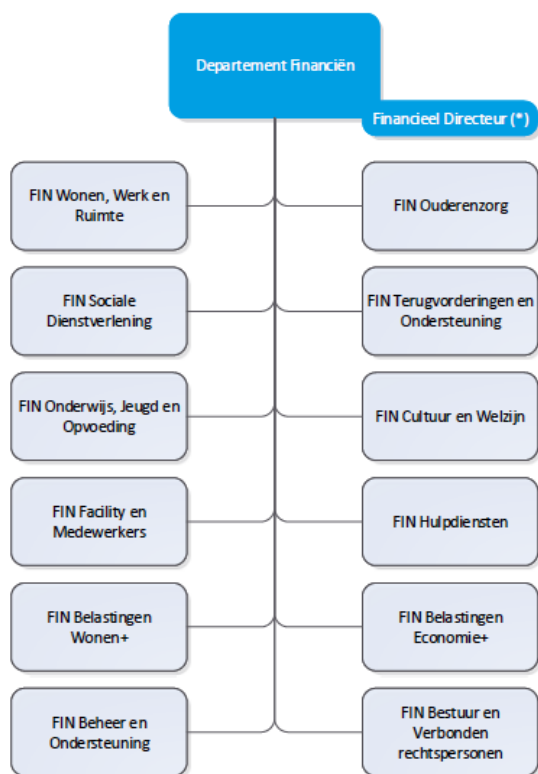 Departement Financiën
Financieel Directeur (*)
FIN Wonen, Werk en
Ruimte
FIN Ouderenzorg
FIN Sociale
Dienstverlening
FIN Terugvorderingen en
Ondersteuning
FIN Onderwijs, Jeugd en
Opvoeding
FIN Cultuur en Welzijn
FIN Facility en
Medewerkers
FIN Hulpdiensten
FIN Belastingen
Wonen+
FIN Belastingen
Economie+
FIN Beheer en
Ondersteuning
FIN Bestuur en
Verbonden
rechtspersonen